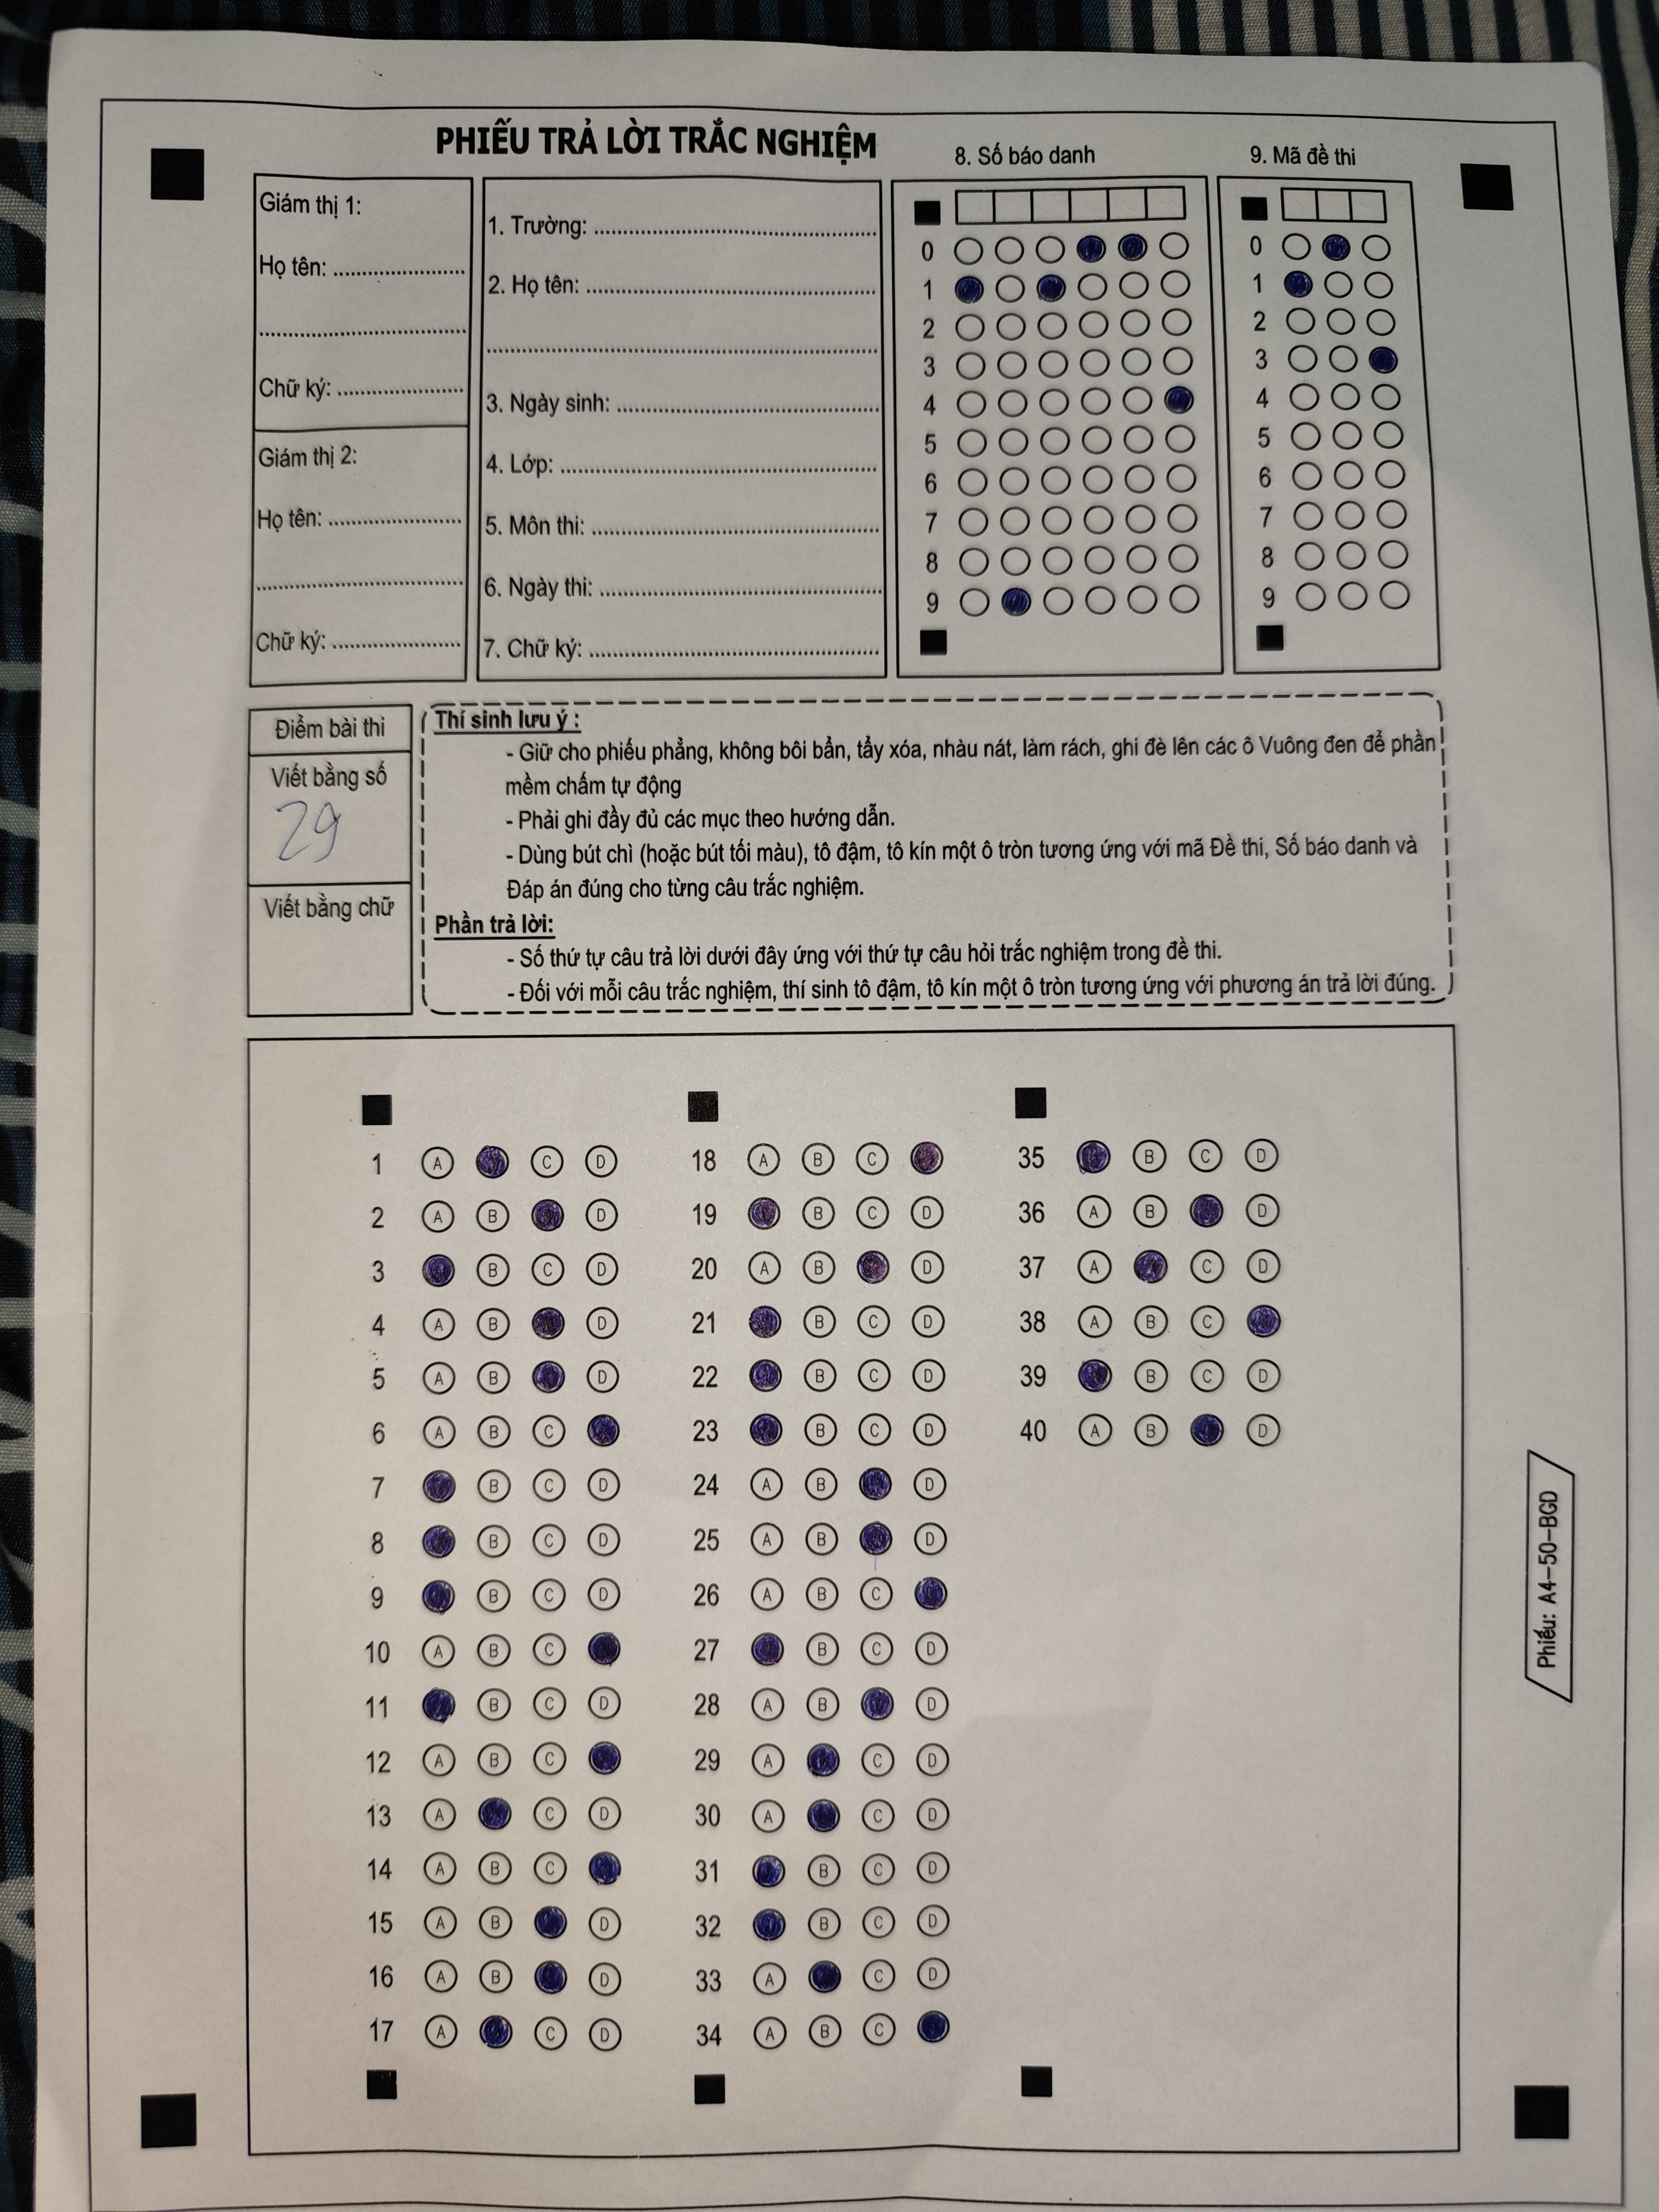 PHIẾU TRẢ LỜI TRẮC NGHIỆM
Giám thị 1:
Họ tên: ........................
........................
Chữ ký: ........................
Giám thị 2:
Họ tên: ........................
........................
Chữ ký: ........................
1. Trường: ........................
2. Họ tên: ........................
........................
3. Ngày sinh: ........................
4. Lớp: ........................
5. Môn thi: ........................
6. Ngày thi: ........................
7. Chữ ký: ........................
8. Số báo danh
0
1
2
3
4
5
6
7
8
9
9. Mã đề thi
0
1
2
3
4
5
6
7
8
9
Điểm bài thi
Viết bằng số
29
Viết bằng chữ
Thí sinh lưu ý :
- Giữ cho phiếu phẳng, không bôi bẩn, tẩy xóa, nhàu nát, làm rách, ghi đè lên các ô Vuông đen để phần
mềm chấm tự động
- Phải ghi đầy đủ các mục theo hướng dẫn.
- Dùng bút chì (hoặc bút tối màu), tô đậm, tô kín một ô tròn tương ứng với mã Đề thi, Số báo danh và
Đáp án đúng cho từng câu trắc nghiệm.
Phần trả lời:
- Số thứ tự câu trả lời dưới đây ứng với thứ tự câu hỏi trắc nghiệm trong đề thi.
- Đối với mỗi câu trắc nghiệm, thí sinh tô đậm, tô kín một ô tròn tương ứng với phương án trả lời đúng.
1 A C D
2 A B D
3 B C D
4 A B D
5 A B D
6 A B C
7 B C D
8 B C D
9 B C D
10 A B C
11 B C D
12 A B C
13 A C D
14 A B C
15 A B D
16 A B D
17 A C D
18 A B C
19 B C D
20 A B D
21 B C D
22 B C D
23 B C D
24 A B D
25 A B D
26 A B C
27 B C D
28 A B D
29 A C D
30 A C D
31 B C D
32 B C D
33 A C D
34 A B C
35 B C D
36 A B D
37 A C D
38 A B C
39 B C D
40 A B D
Phiếu: A4-50-BGD